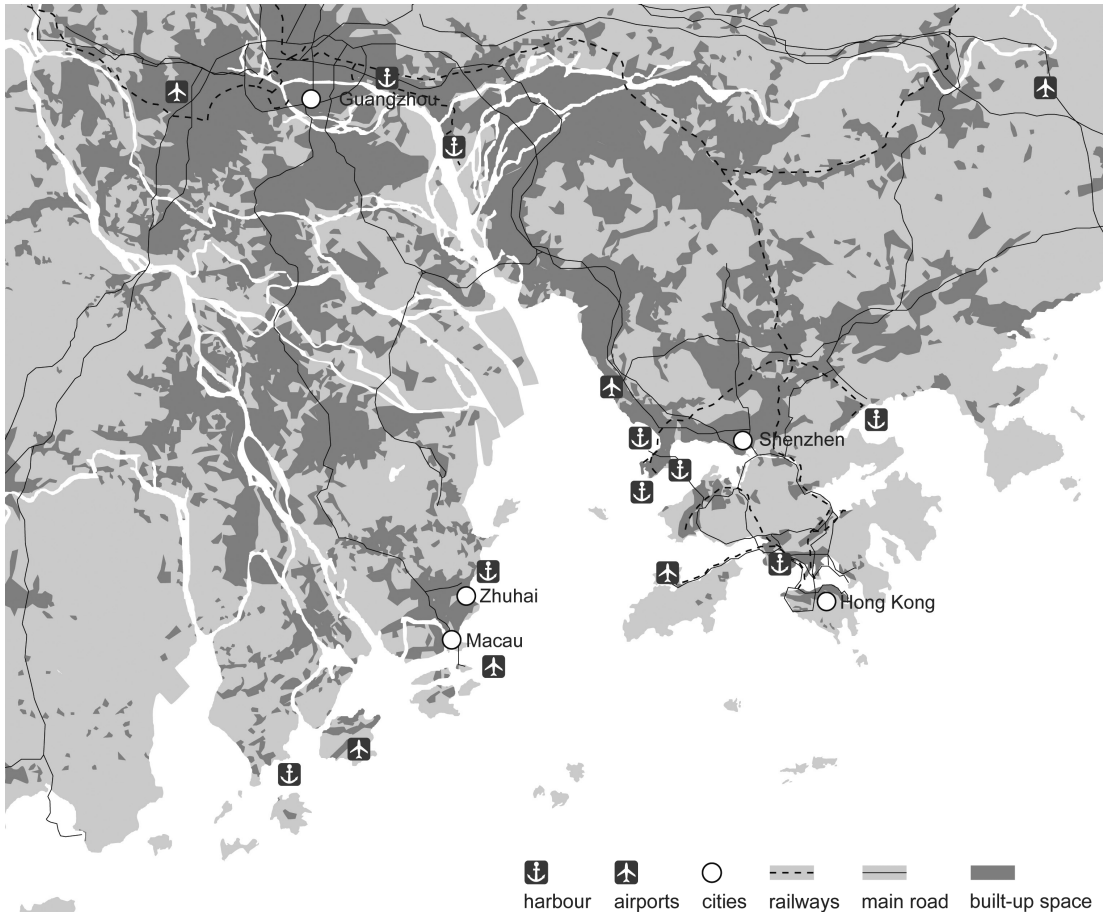 Guangzhou
Shenzhen
Zhuhai
Hong Kong
Macau
harbour airports cities railways main road built-up space